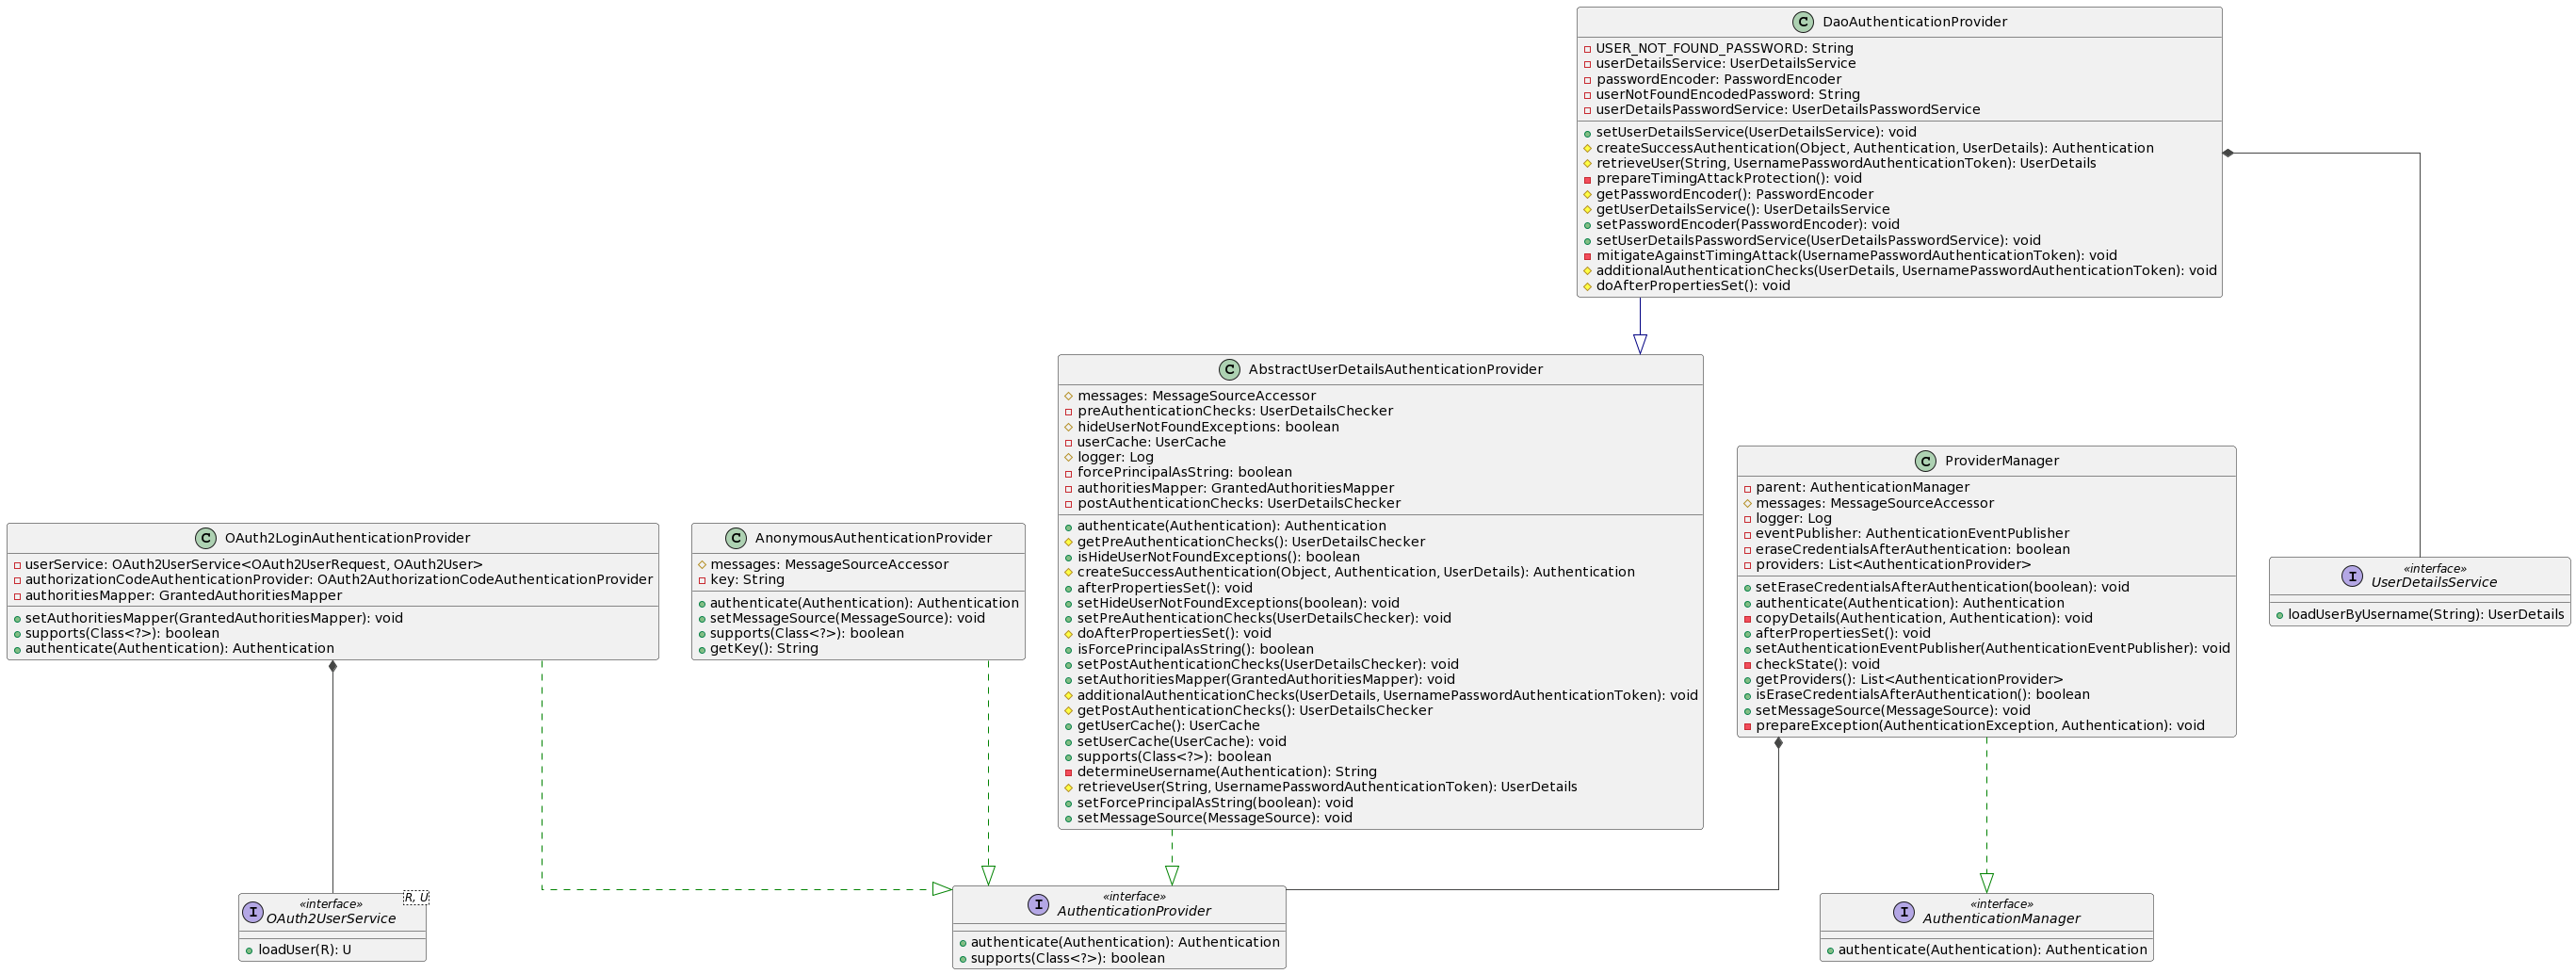 C DaoAuthenticationProvider
USER_NOT_FOUND_PASSWORD: String
userDetailsService: UserDetailsService
passwordEncoder: PasswordEncoder
userNotFoundEncodedPassword: String
userDetailsPasswordService: UserDetailsPasswordService
setUserDetailsService(UserDetailsService): void
createSuccessAuthentication(Object, Authentication, UserDetails): Authentication
retrieveUser(String, UsernamePasswordAuthenticationToken): UserDetails
prepareTimingAttackProtection(): void
getPasswordEncoder(): PasswordEncoder
getUserDetailsService(): UserDetailsService
setPasswordEncoder(PasswordEncoder): void
setUserDetailsPasswordService(UserDetailsPasswordService): void
mitigateAgainstTimingAttack(UsernamePasswordAuthenticationToken): void
additionalAuthenticationChecks(UserDetails, UsernamePasswordAuthenticationToken): void
doAfterPropertiesSet(): void
C AbstractUserDetailsAuthenticationProvider
messages: MessageSourceAccessor
preAuthenticationChecks: UserDetailsChecker
hideUserNotFoundExceptions: boolean
userCache: UserCache
logger: Log
forcePrincipalAsString: boolean
authoritiesMapper: GrantedAuthoritiesMapper
postAuthenticationChecks: UserDetailsChecker
authenticate(Authentication): Authentication
getPreAuthenticationChecks(): UserDetailsChecker
isHideUserNotFoundExceptions(): boolean
createSuccessAuthentication(Object, Authentication, UserDetails): Authentication
afterPropertiesSet(): void
setHideUserNotFoundExceptions(boolean): void
setPreAuthenticationChecks(UserDetailsChecker): void
doAfterPropertiesSet(): void
isForcePrincipalAsString(): boolean
setPostAuthenticationChecks(UserDetailsChecker): void
setAuthoritiesMapper(GrantedAuthoritiesMapper): void
additionalAuthenticationChecks(UserDetails, UsernamePasswordAuthenticationToken): void
getPostAuthenticationChecks(): UserDetailsChecker
getUserCache(): UserCache
setUserCache(UserCache): void
supports(Class<?>): boolean
determineUsername(Authentication): String
retrieveUser(String, UsernamePasswordAuthenticationToken): UserDetails
setForcePrincipalAsString(boolean): void
setMessageSource(MessageSource): void
C ProviderManager
parent: AuthenticationManager
messages: MessageSourceAccessor
logger: Log
eventPublisher: AuthenticationEventPublisher
eraseCredentialsAfterAuthentication: boolean
providers: List<AuthenticationProvider>
setEraseCredentialsAfterAuthentication(boolean): void
authenticate(Authentication): Authentication
copyDetails(Authentication, Authentication): void
afterPropertiesSet(): void
setAuthenticationEventPublisher(AuthenticationEventPublisher): void
checkState(): void
getProviders(): List<AuthenticationProvider>
isEraseCredentialsAfterAuthentication(): boolean
setMessageSource(MessageSource): void
prepareException(AuthenticationException, Authentication): void
C OAuth2LoginAuthenticationProvider
userService: OAuth2UserService<OAuth2UserRequest, OAuth2User>
authorizationCodeAuthenticationProvider: OAuth2AuthorizationCodeAuthenticationProvider
authoritiesMapper: GrantedAuthoritiesMapper
setAuthoritiesMapper(GrantedAuthoritiesMapper): void
supports(Class<?>): boolean
authenticate(Authentication): Authentication
C AnonymousAuthenticationProvider
messages: MessageSourceAccessor
key: String
authenticate(Authentication): Authentication
setMessageSource(MessageSource): void
supports(Class<?>): boolean
getKey(): String
«interface»
I UserDetailsService
loadUserByUsername(String): UserDetails
R, U
«interface»
I OAuth2UserService
loadUser(R): U
«interface»
I AuthenticationProvider
authenticate(Authentication): Authentication
supports(Class<?>): boolean
«interface»
I AuthenticationManager
authenticate(Authentication): Authentication